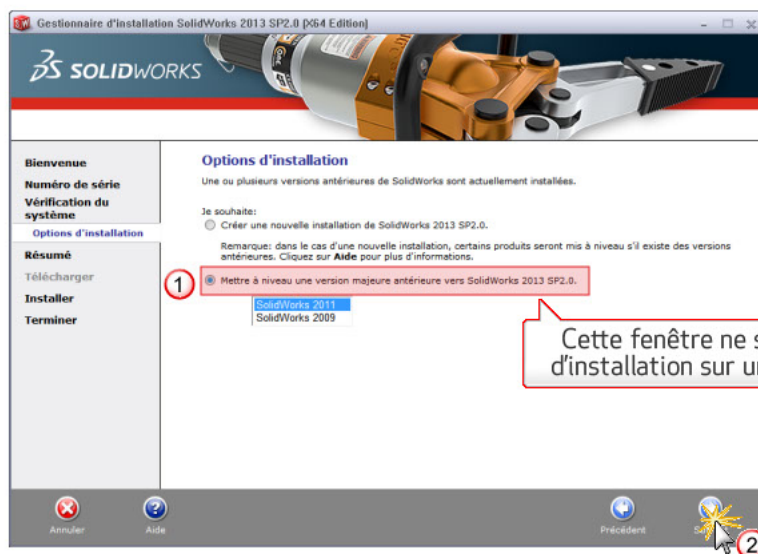 Gestionnaire d'installation SolidWorks 2013 SP2.0 [X64 Edition]
SOLIDWORKS
Bienvenue
Numéro de série
Vérification du
système
Options d'installation
Résumé
Télécharger
Installer
Terminer
Options d'installation
Une ou plusieurs versions antérieures de SolidWorks sont actuellement installées.
Je souhaite:
Créer une nouvelle installation de SolidWorks 2013 SP2.0.
Remarque: dans le cas d'une nouvelle installation, certains produits seront mis à niveau s'il existe des versions
antérieures. Cliquez sur Aide pour plus d'informations.
1
Mettre à niveau une version majeure antérieure vers SolidWorks 2013 SP2.0.
SolidWorks 2011
SolidWorks 2009
Cette fenêtre ne s
d'installation sur u
Annuler
Aide
Précédent
2